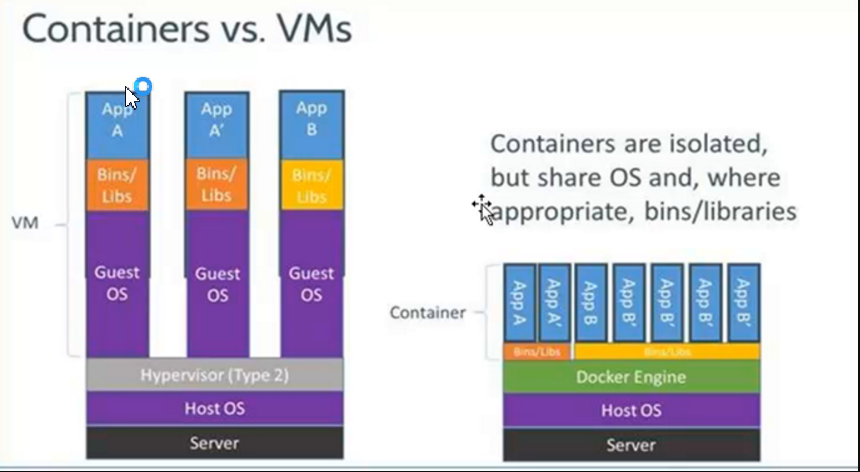 Containers vs. VMs
VM
App
A
Bins/
Libs
Guest
OS
App
A'
Bins/
Libs
Guest
OS
App
B
Bins/
Libs
Guest
OS
Hypervisor (Type 2)
Host OS
Server
Containers are isolated,
but share OS and, where
appropriate, bins/libraries
Container
App A
App A'
App B
App B'
App B'
App B'
App B'
Bins/Libs
Bins/Libs
Docker Engine
Host OS
Server